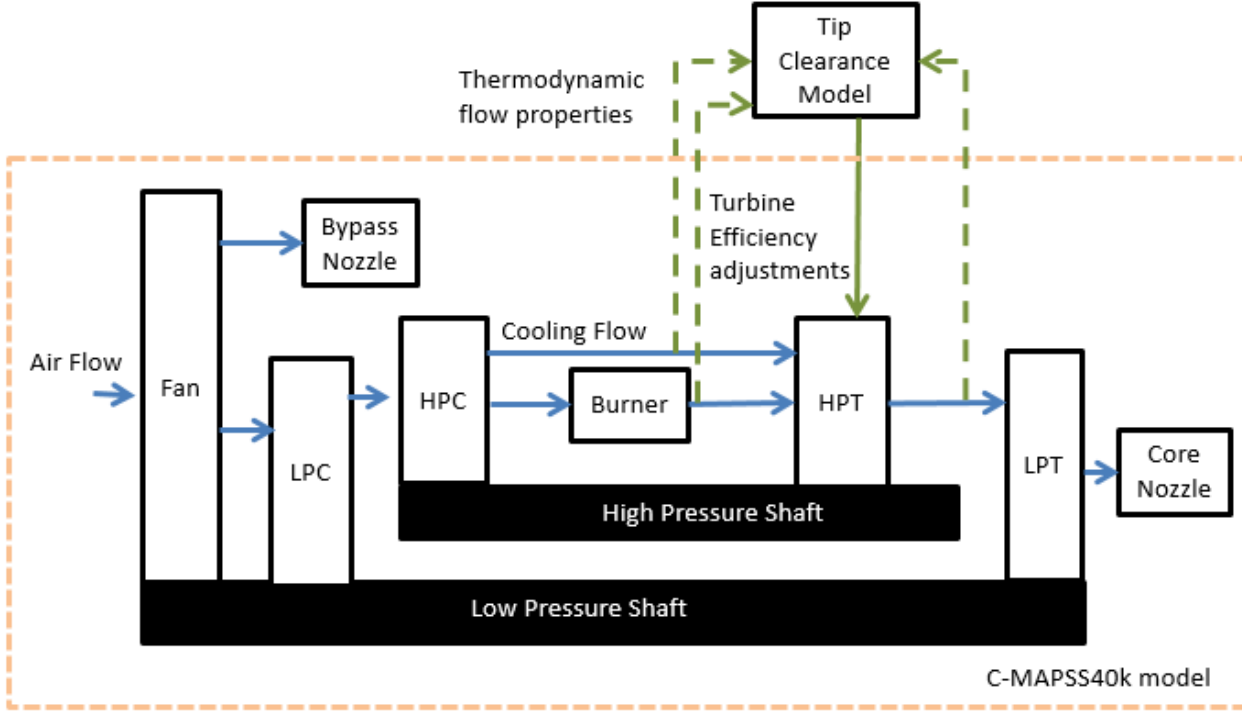 Tip
Clearance
Model
Thermodynamic
flow properties
Turbine
Efficiency
adjustments
Bypass
Nozzle
Cooling Flow
Air Flow
Fan
HPC
Burner
HPT
LPC
LPT
Core
Nozzle
High Pressure Shaft
Low Pressure Shaft
C-MAPSS40k model